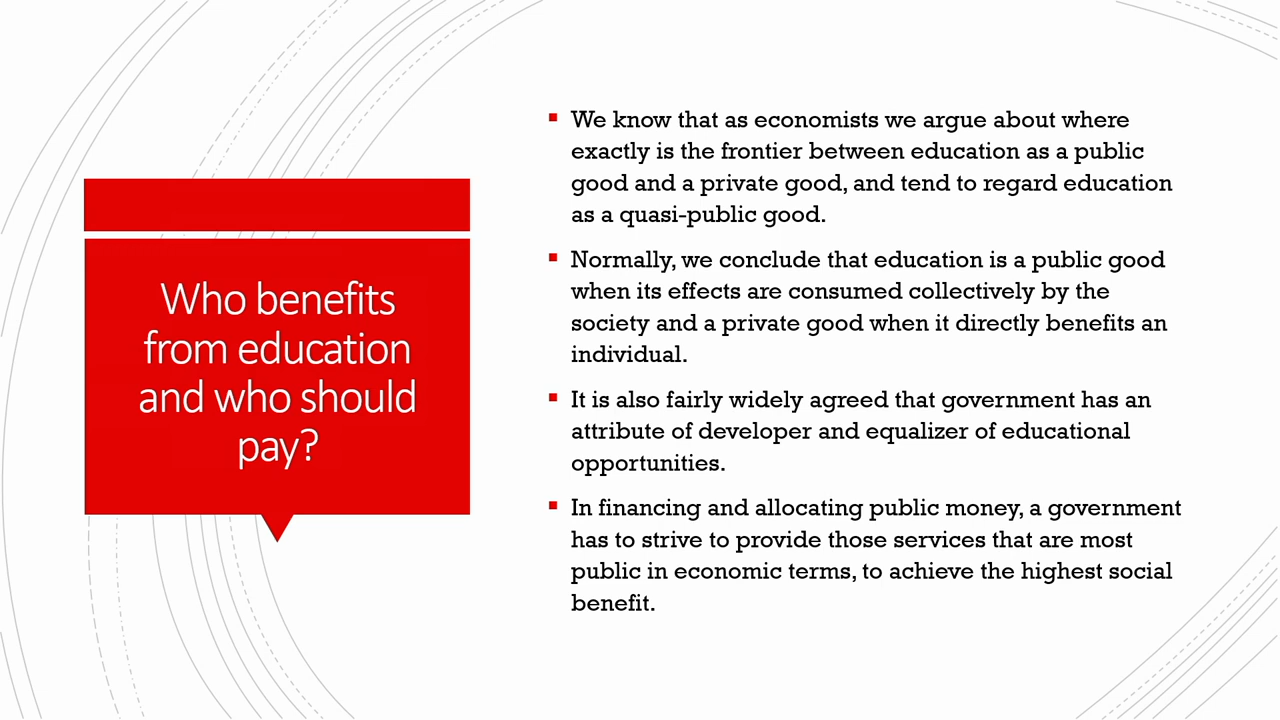 Who benefits
from education
and who should
pay?
We know that as economists we argue about where
exactly is the frontier between education as a public
good and a private good, and tend to regard education
as a quasi-public good.
Normally, we conclude that education is a public good
when its effects are consumed collectively by the
society and a private good when it directly benefits an
individual.
It is also fairly widely agreed that government has an
attribute of developer and equalizer of educational
opportunities.
In financing and allocating public money, a government
has to strive to provide those services that are most
public in economic terms, to achieve the highest social
benefit.